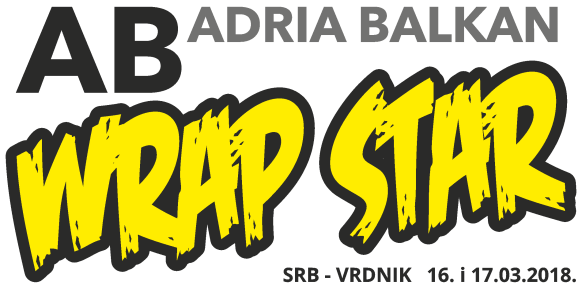 AB ADRIA BALKAN
WRAP STAR
SRB - VRDNIK 16. i 17.03.2018.